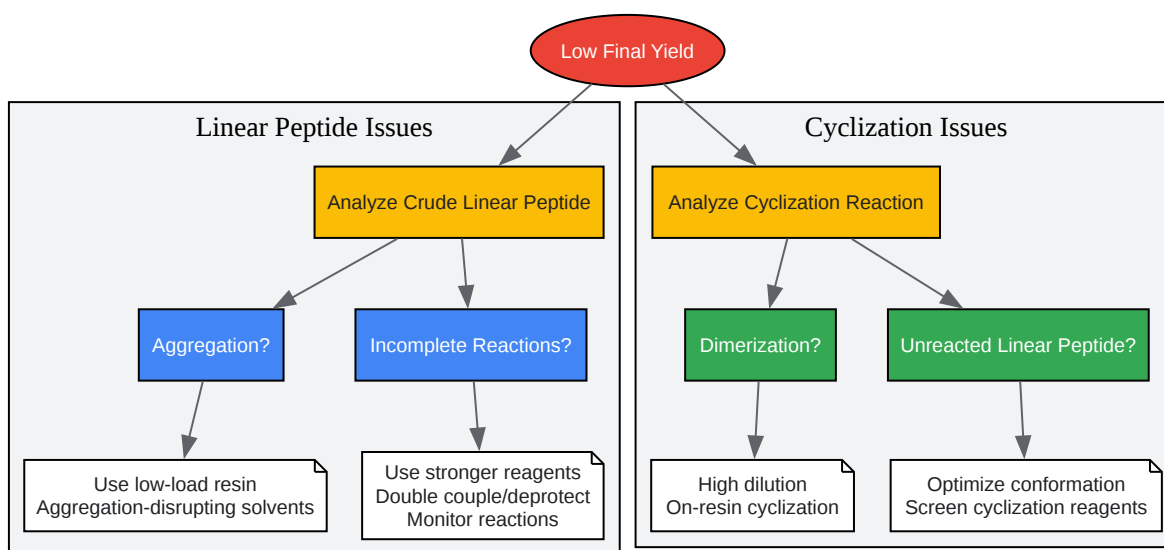 Low Final Yield
Linear Peptide Issues
Cyclization Issues
Analyze Crude Linear Peptide
Analyze Cyclization Reaction
Aggregation?
Incomplete Reactions?
Dimerization?
Unreacted Linear Peptide?
Use low-load resin
Aggregation-disrupting solvents
Use stronger reagents
Double couple/deprotect
Monitor reactions
High dilution
On-resin cyclization
Optimize conformation
Screen cyclization reagents